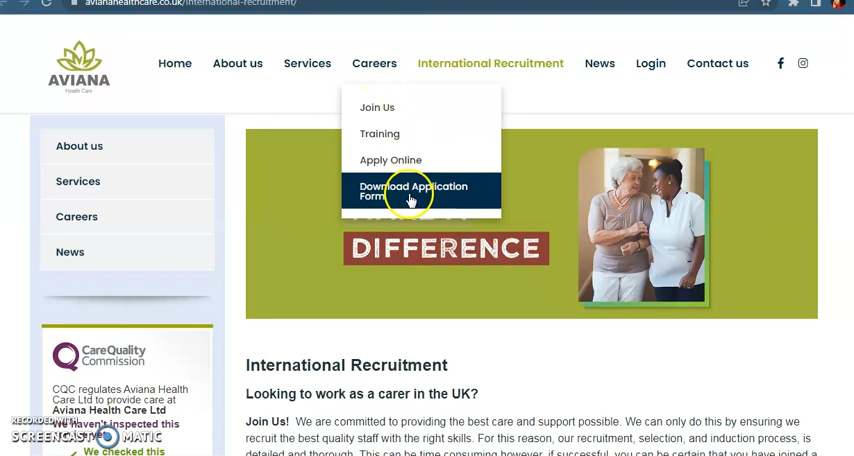 avianahealthcare.co.uk/international-recruitment/
AVIANA
Health Care
Home About us Services Careers International Recruitment News Login Contact us
Join Us
Training
Apply Online
Download Application
Form
DIFFERENCE
About us
Services
Careers
News
CareQuality
Commission
CQC regulates Aviana Health
Care Ltd to provide care at
Aviana Health Care Ltd
We haven't inspected this
yet
We checked this
RECORDED WITH
SCREENCAST MATIC
International Recruitment
Looking to work as a carer in the UK?
Join Us! We are committed to providing the best care and support possible. We can only do this by ensuring we
recruit the best quality staff with the right skills. For this reason, our recruitment, selection, and induction process, is
detailed and thorough. This can be time consuming however, if successful, you can be certain that you have joined a